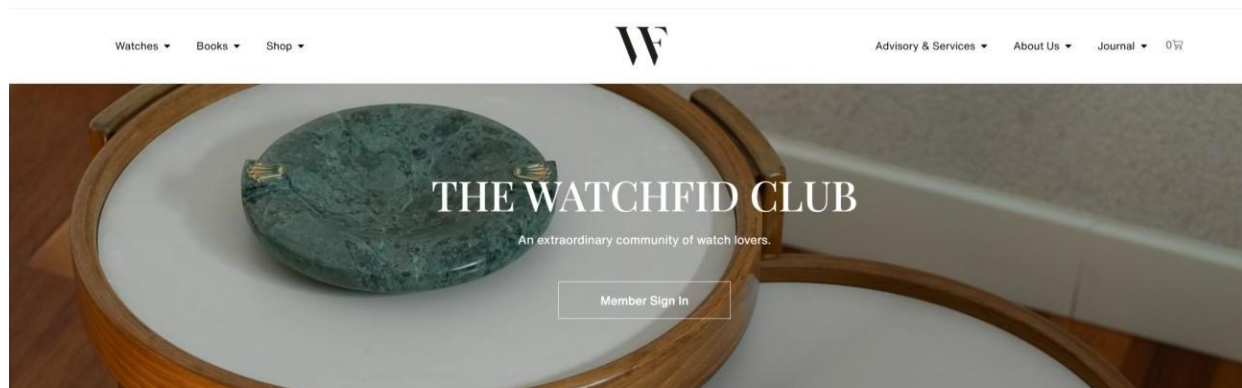 Watches Books Shop WF Advisory & Services About Us Journal 0
THE WATCHFID CLUB
An extraordinary community of watch lovers.
Member Sign In